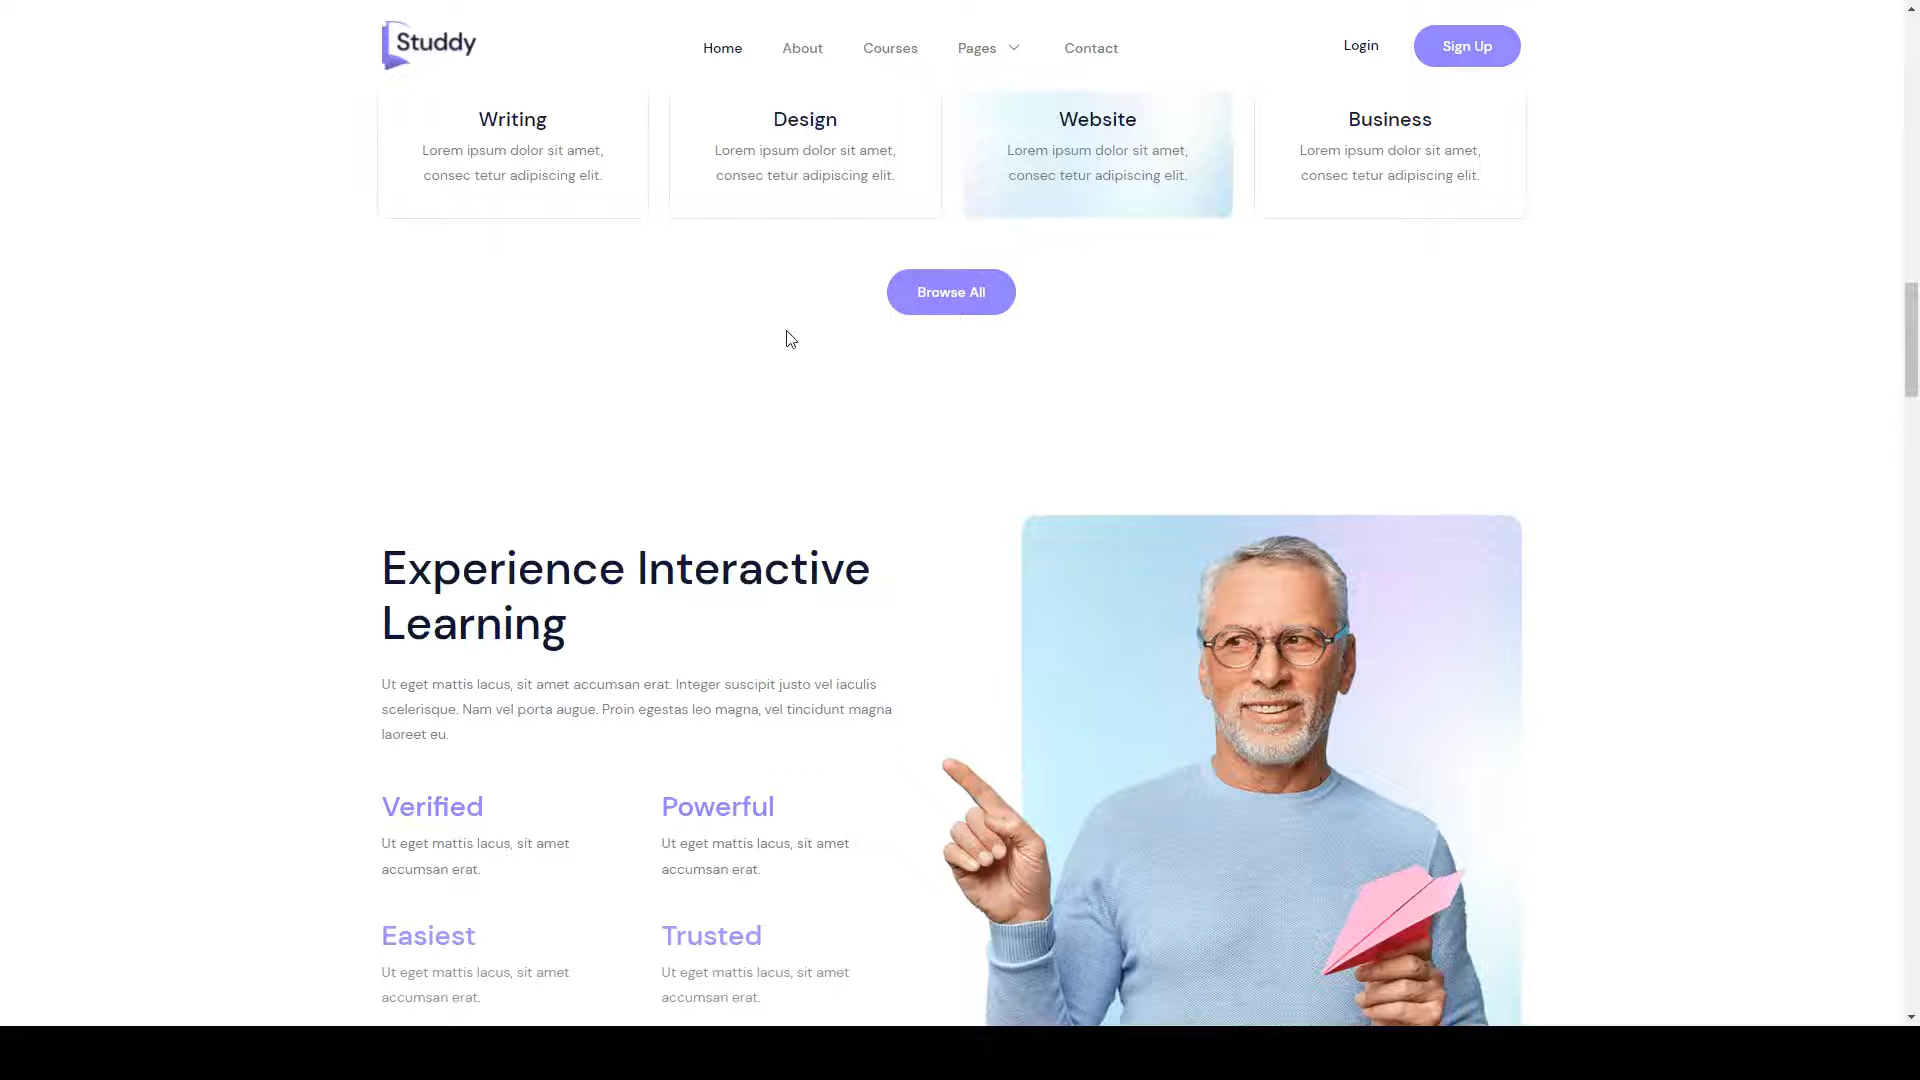 Studdy
Home About Courses Pages Contact
Login Sign Up
Writing
Lorem ipsum dolor sit amet,
consec tetur adipiscing elit.
Design
Lorem ipsum dolor sit amet,
consec tetur adipiscing elit.
Website
Lorem ipsum dolor sit amet,
consec tetur adipiscing elit.
Business
Lorem ipsum dolor sit amet,
consec tetur adipiscing elit.
Browse All
Experience Interactive
Learning
Ut eget mattis lacus, sit amet accumsan erat. Integer suscipit justo vel iaculis
scelerisque. Nam vel porta augue. Proin egestas leo magna, vel tincidunt magna
laoreet eu.
Verified
Ut eget mattis lacus, sit amet
accumsan erat.
Powerful
Ut eget mattis lacus, sit amet
accumsan erat.
Easiest
Ut eget mattis lacus, sit amet
accumsan erat.
Trusted
Ut eget mattis lacus, sit amet
accumsan erat.